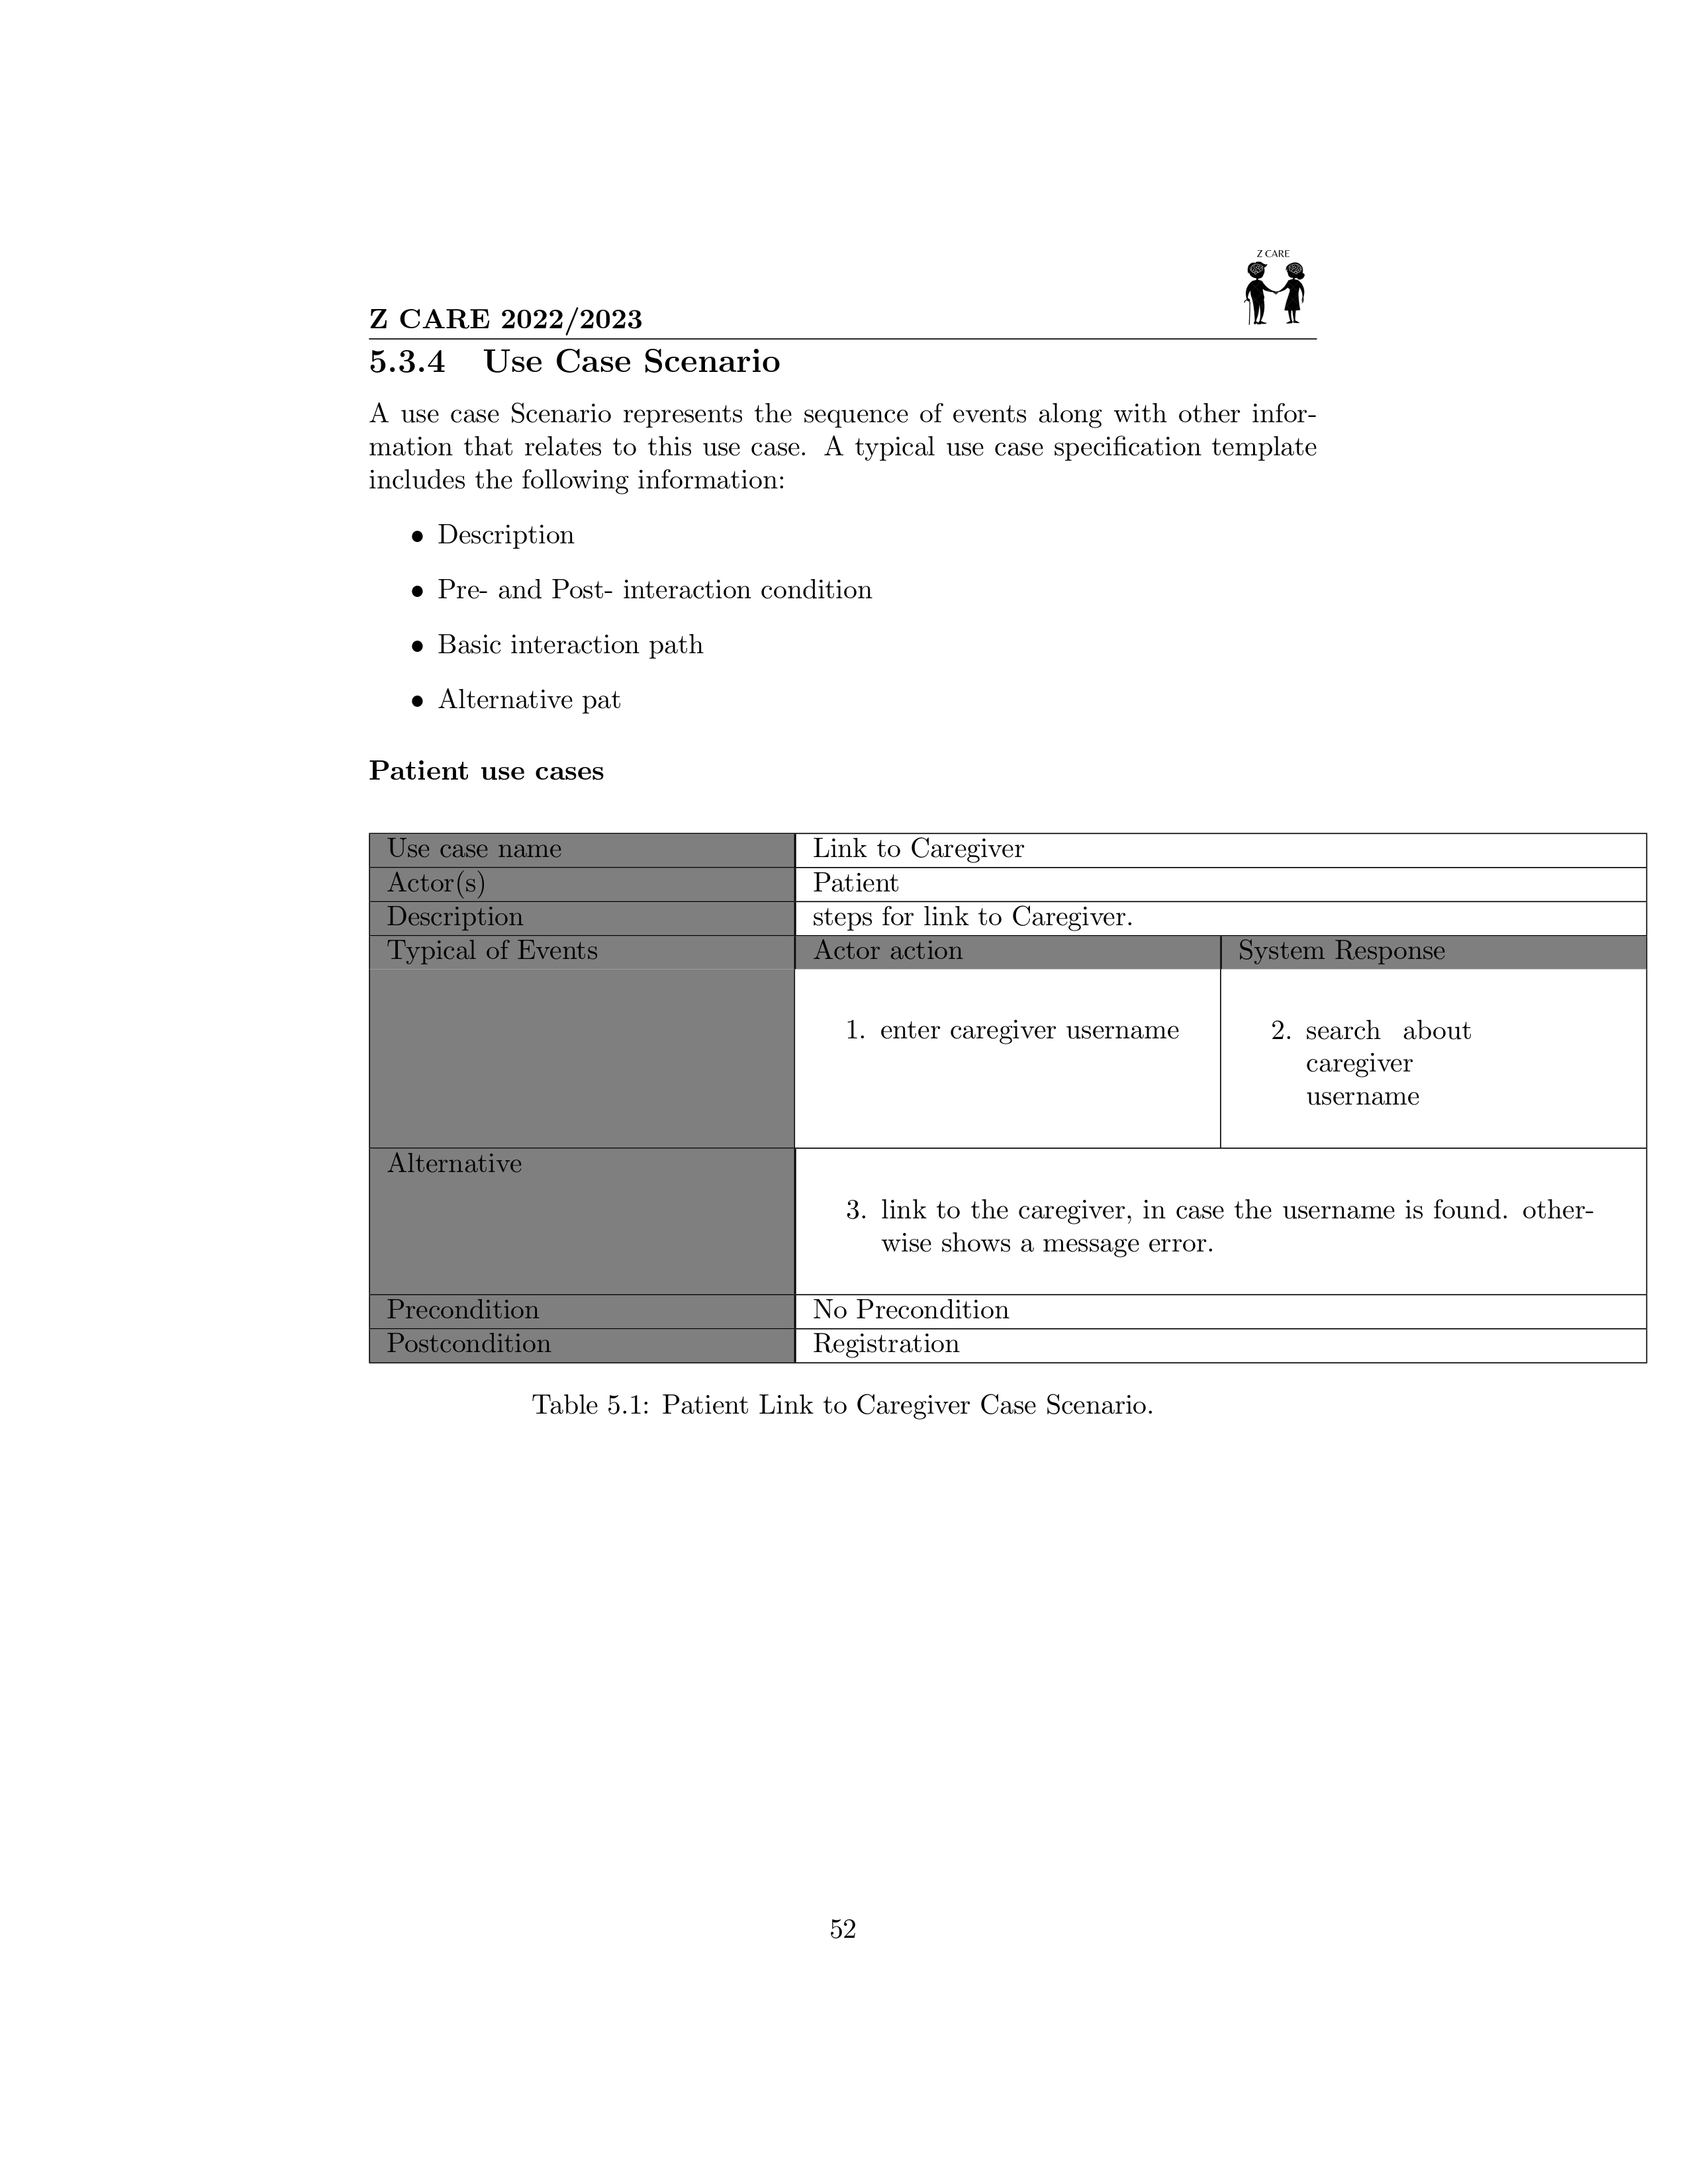 Z CARE
Z CARE 2022/2023
5.3.4 Use Case Scenario
A use case Scenario represents the sequence of events along with other infor-
mation that relates to this use case. A typical use case specification template
includes the following information:
• Description
• Pre- and Post- interaction condition
• Basic interaction path
• Alternative pat
Patient use cases
Use case name Link to Caregiver
Actor(s) Patient
Description steps for link to Caregiver.
Typical of Events Actor action System Response
1. enter caregiver username
2. search about
caregiver
username
Alternative
3. link to the caregiver, in case the username is found. other-
wise shows a message error.
Precondition No Precondition
Postcondition Registration
Table 5.1: Patient Link to Caregiver Case Scenario.
52